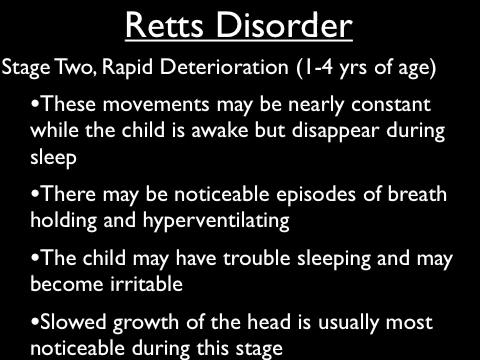 Retts Disorder
Stage Two, Rapid Deterioration (1-4 yrs of age)
•These movements may be nearly constant
while the child is awake but disappear during
sleep
•There may be noticeable episodes of breath
holding and hyperventilating
•The child may have trouble sleeping and may
become irritable
•Slowed growth of the head is usually most
noticeable during this stage